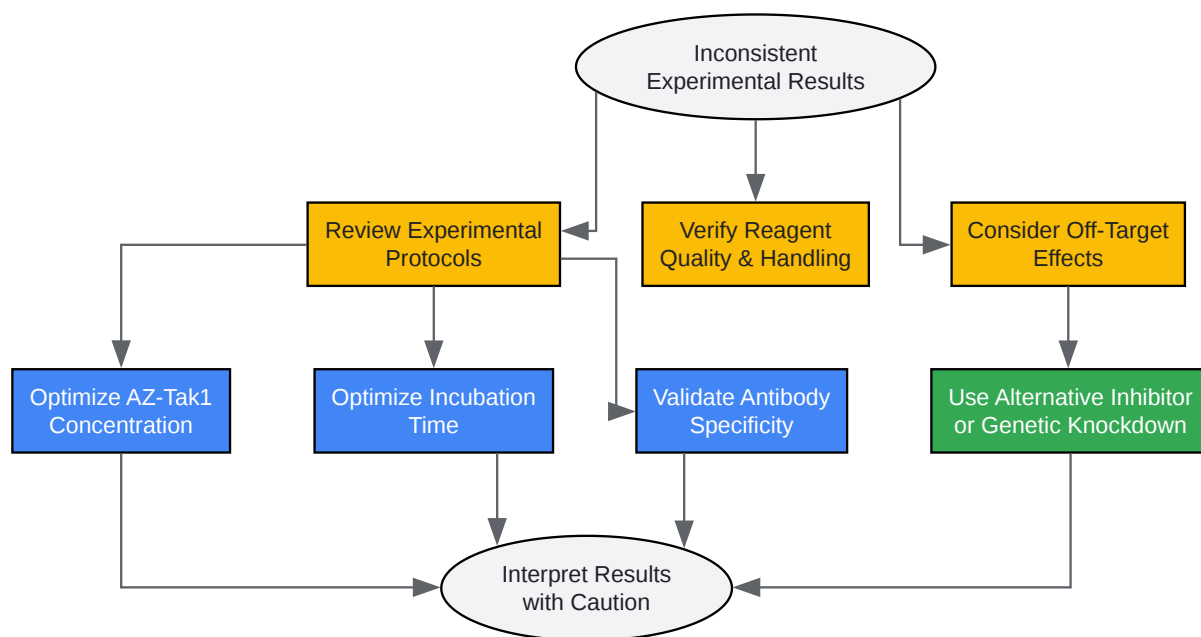 Inconsistent
Experimental Results
Review Experimental
Protocols
Verify Reagent
Quality & Handling
Consider Off-Target
Effects
Optimize AZ-Tak1
Concentration
Optimize Incubation
Time
Validate Antibody
Specificity
Use Alternative Inhibitor
or Genetic Knockdown
Interpret Results
with Caution